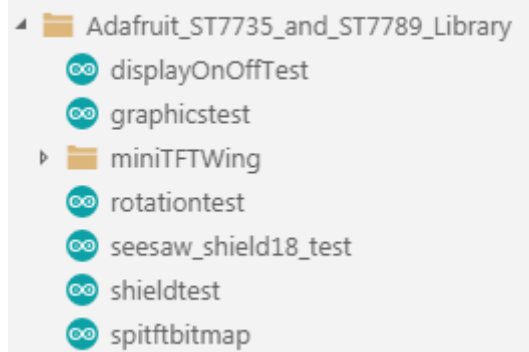 Adafruit_ST7735_and_ST7789_Library
displayOnOffTest
graphicstest
miniTFTWing
rotationtest
seesaw_shield18_test
shieldtest
spitftbitmap